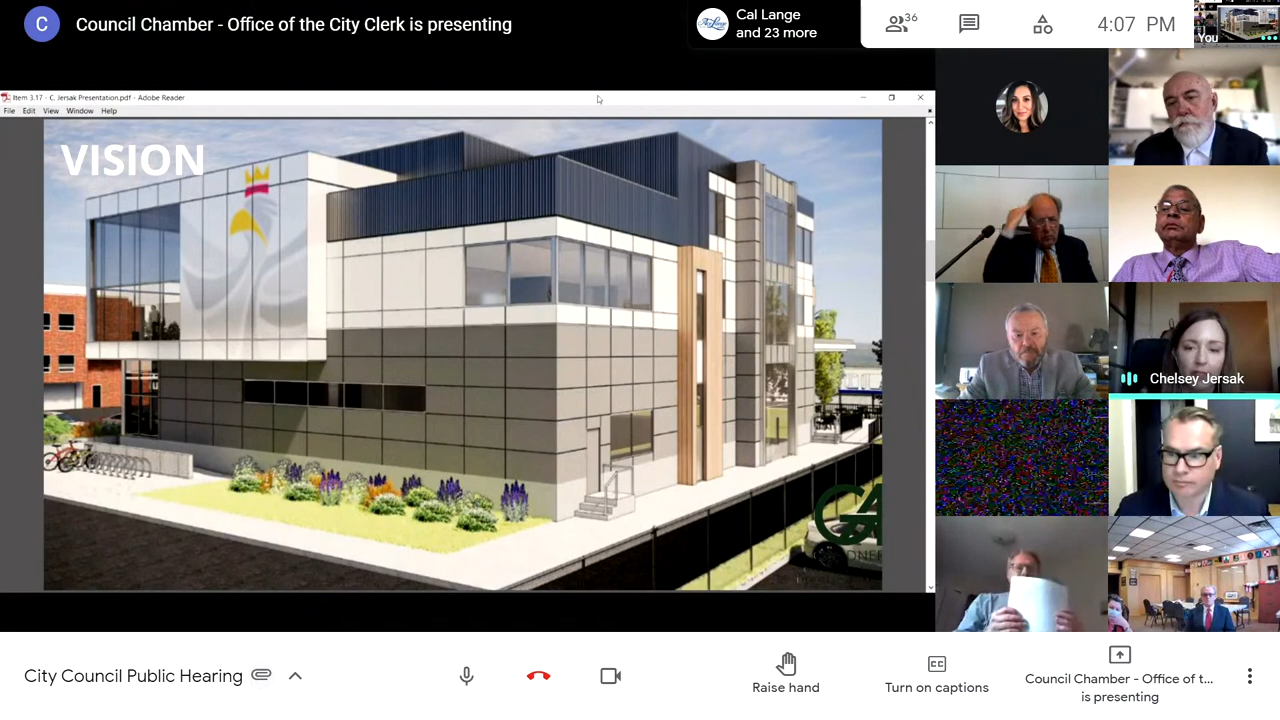 C
Council Chamber - Office of the City Clerk is presenting
Cal Lange
and 23 more
36
4:07 PM
You
Item 3.17 - C. Jersak Presentation.pdf - Adobe Reader
File Edit View Window Help
VISION
Chelsey Jersak
City Council Public Hearing
Raise hand
CC
Turn on captions
Council Chamber - Office of t...
is presenting